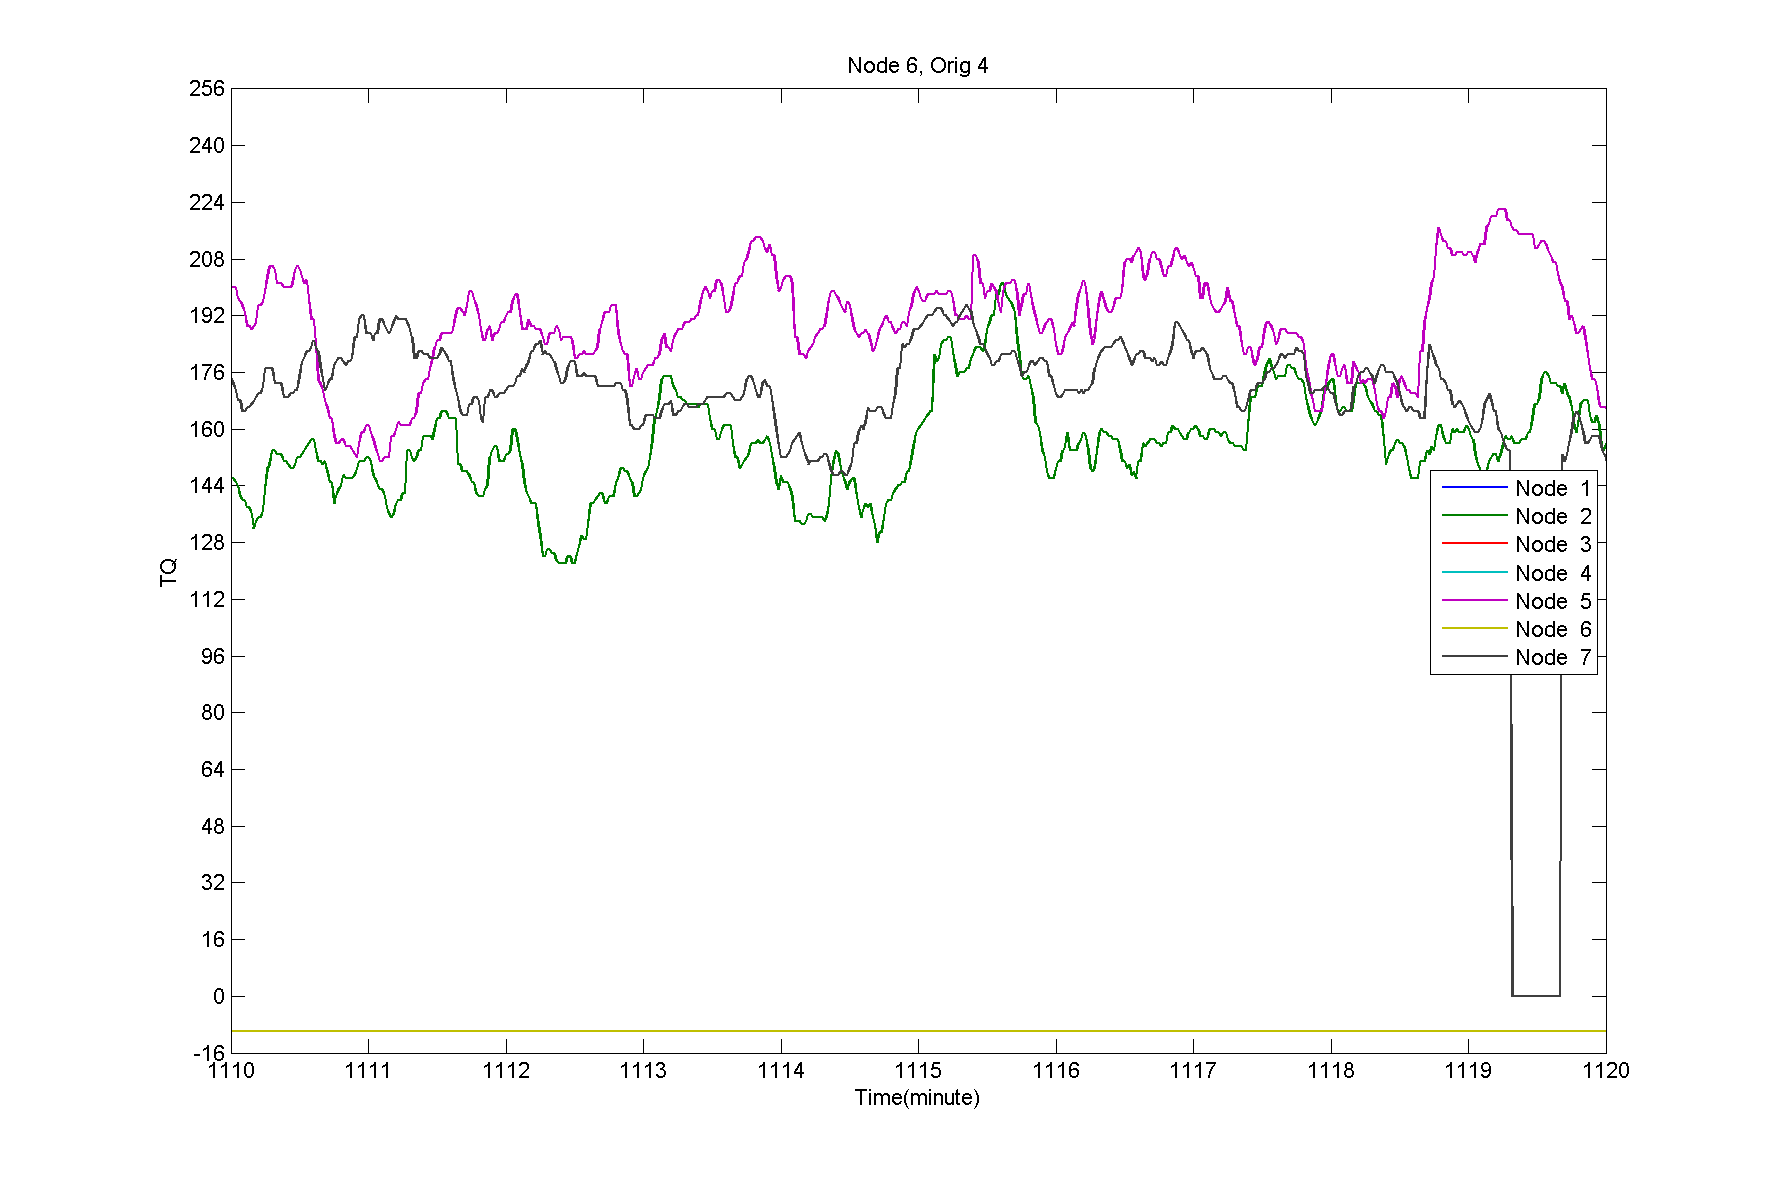 Node 6, Orig 4
256
240
224
208
192
176
160
144
128
112
96
80
64
48
32
16
0
-16
TQ
Node 1
Node 2
Node 3
Node 4
Node 5
Node 6
Node 7
1110 1111 1112 1113 1114 1115 1116 1117 1118 1119 1120
Time(minute)